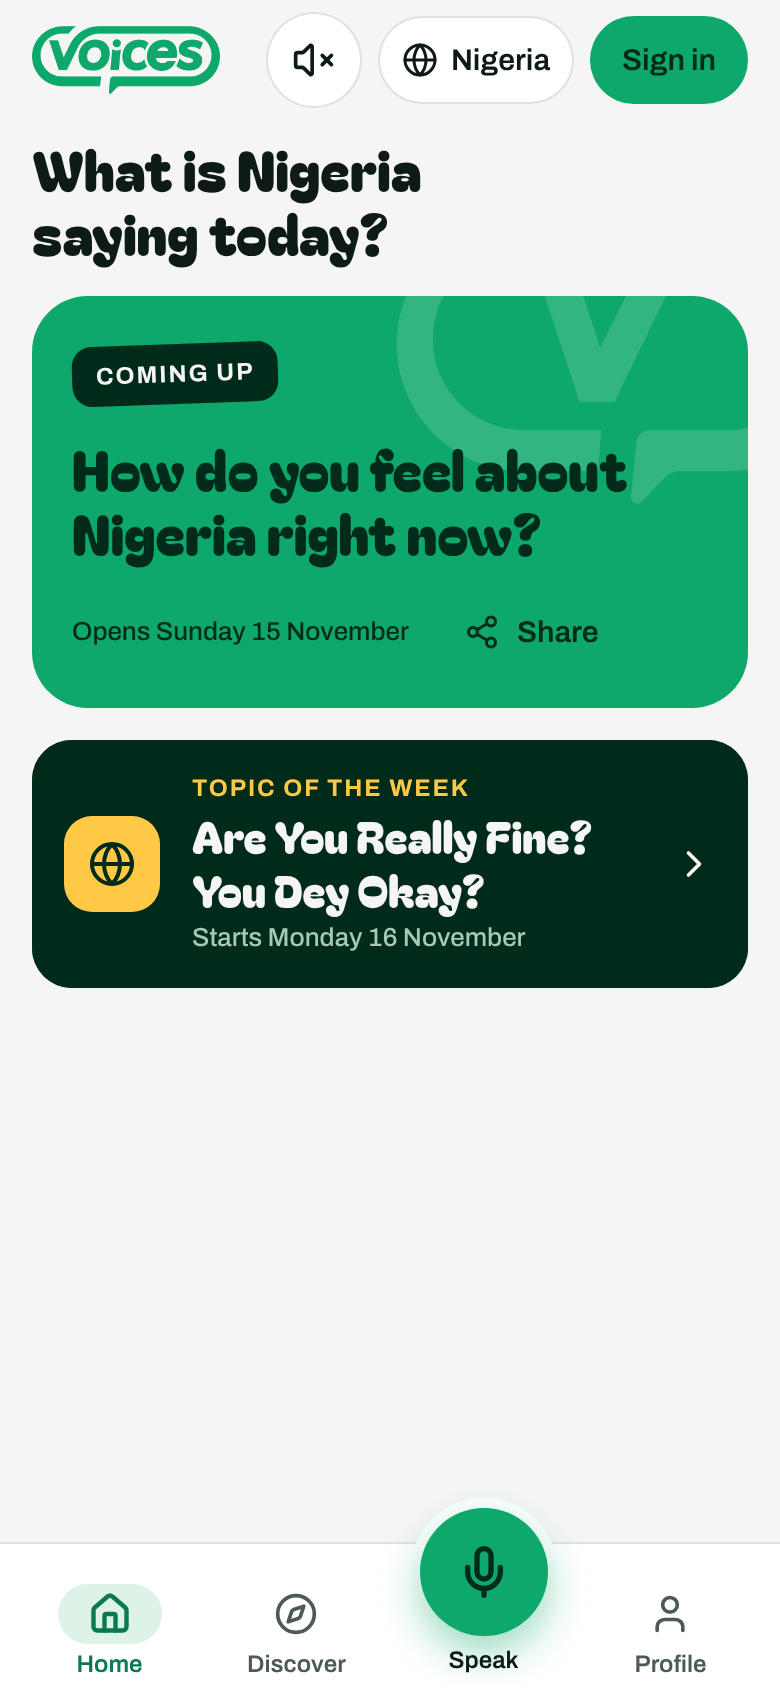 Voices
Nigeria
Sign in
What is Nigeria
saying today?
COMING UP
How do you feel about
Nigeria right now?
Opens Sunday 15 November
Share
TOPIC OF THE WEEK
Are You Really Fine?
You Dey Okay?
Starts Monday 16 November
Home
Discover
Speak
Profile